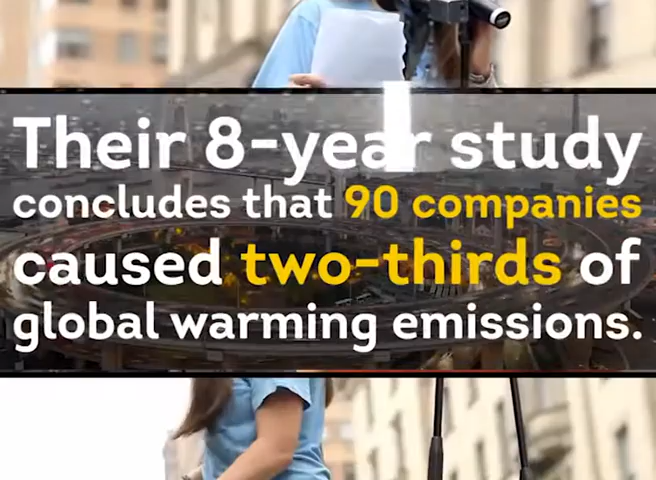 Their 8-year study
concludes that 90 companies
caused two-thirds of
global warming emissions.